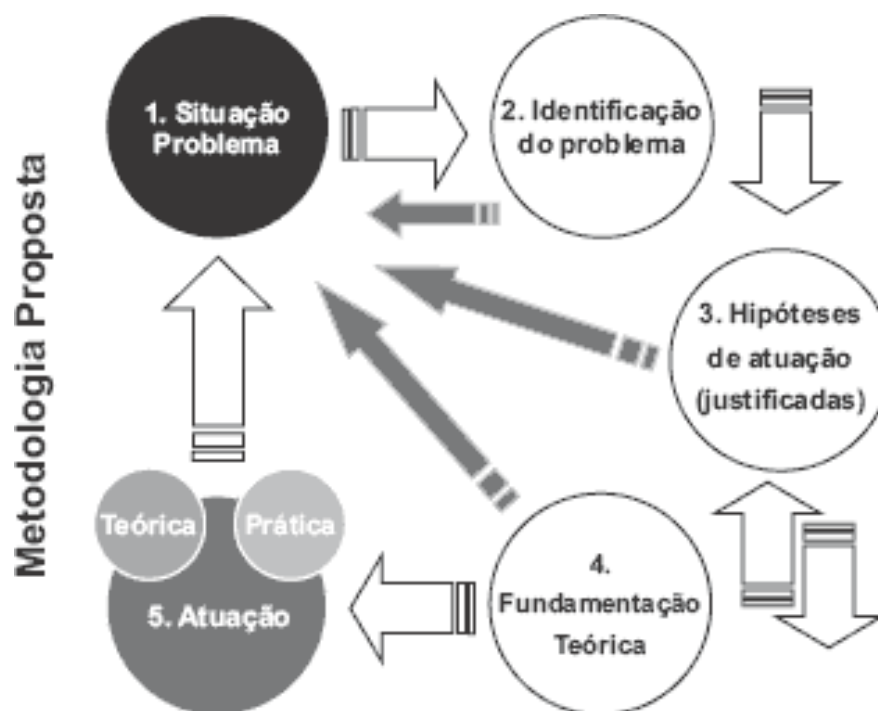 Metodologia Proposta
1. Situação
Problema
2. Identificação
do problema
3. Hipóteses
de atuação
(justificadas)
4.
Fundamentação
Teórica
Teórica
Prática
5. Atuação